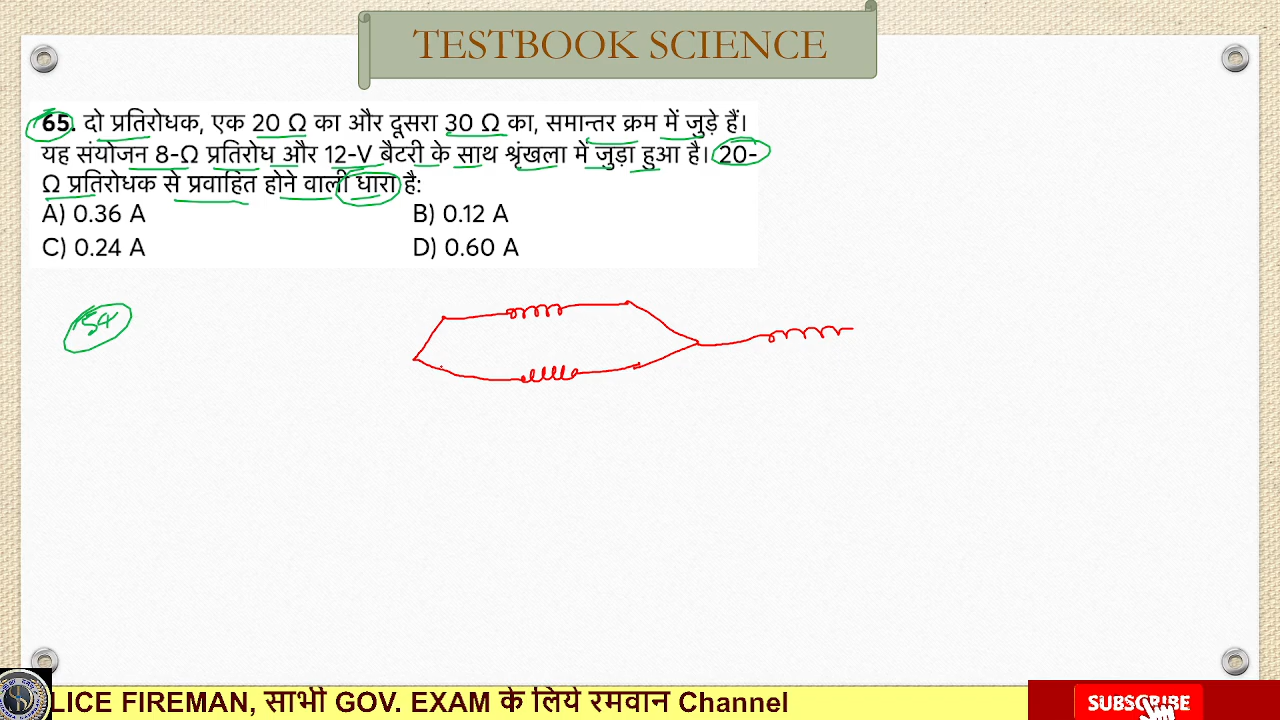 TESTBOOK SCIENCE
65. दो प्रतिरोधक, एक 20 Ω का और दूसरा 30 Ω का, समान्तर क्रम में जुड़े हैं।
यह संयोजन 8-Ω प्रतिरोध और 12-V बैटरी के साथ श्रृंखला में जुड़ा हुआ है। 20-
Ω प्रतिरोधक से प्रवाहित होने वाली धारा है:
A) 0.36 A B) 0.12 A
C) 0.24 A D) 0.60 A
LICE FIREMAN, साभी GOV. EXAM के लिये रमवान Channel
SUBSCRIBE